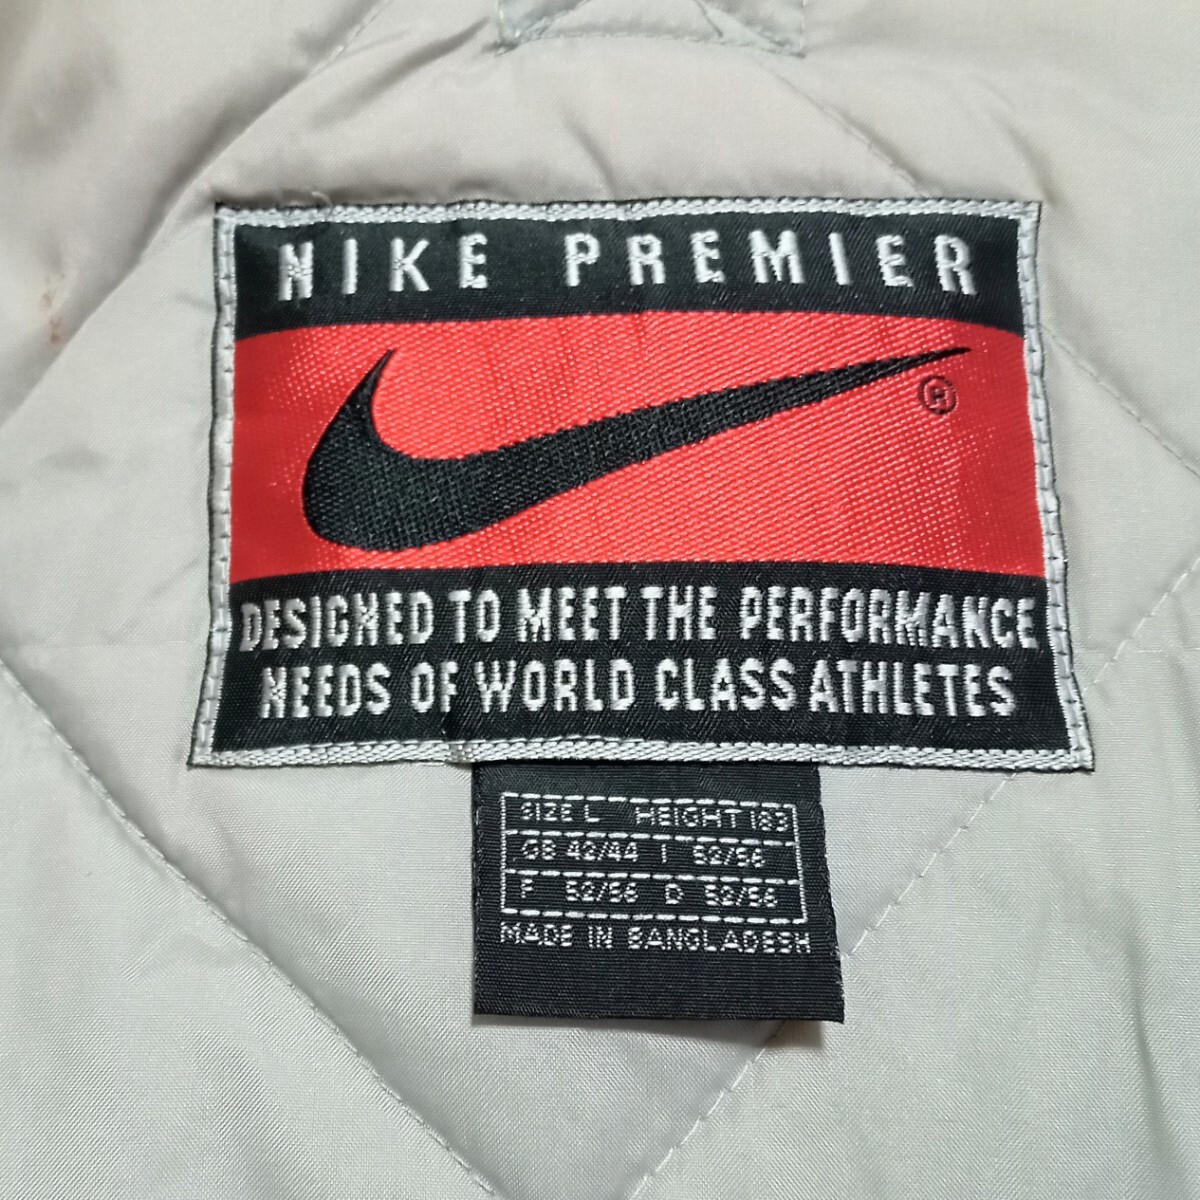 NIKE PREMIER
®
DESIGNED TO MEET THE PERFORMANCE
NEEDS OF WORLD CLASS ATHLETES
SIZE L HEIGHT 183
GB 42/44 I 52/56
F 52/56 D 52/56
MADE IN BANGLADESH